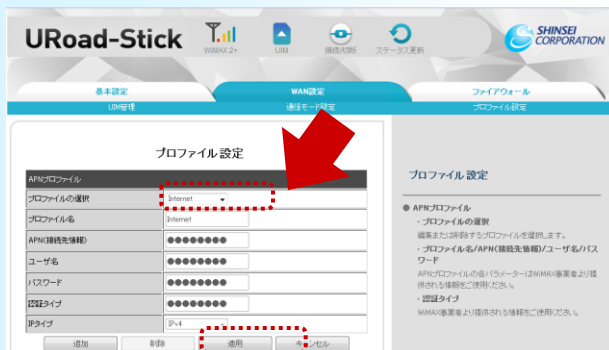 URoad-Stick
WiMAX 2+
UIM
接続/切断
ステータス更新
SHINSEI
CORPORATION
基本設定
WAN設定
ファイアウォール
UIM管理
通信モード設定
プロファイル設定
プロファイル 設定
APNプロファイル
プロファイルの選択
Internet
プロファイル名
Internet
APN(接続先情報)
●●●●●●●●
ユーザ名
●●●●●●●●
パスワード
●●●●●●●●
認証タイプ
●●●●●●●●
IPタイプ
IPv4
追加
削除
適用
キャンセル
プロファイル 設定
● APNプロファイル
・プロファイルの選択
編集または削除するプロファイルを選択します。
・プロファイル名/APN(接続先情報)/ユーザ名/パス
ワード
APNプロファイルの各パラメーターはWiMAX事業者より提
供される情報をご使用ください。
・認証タイプ
WiMAX事業者より提供される情報をご使用ください。